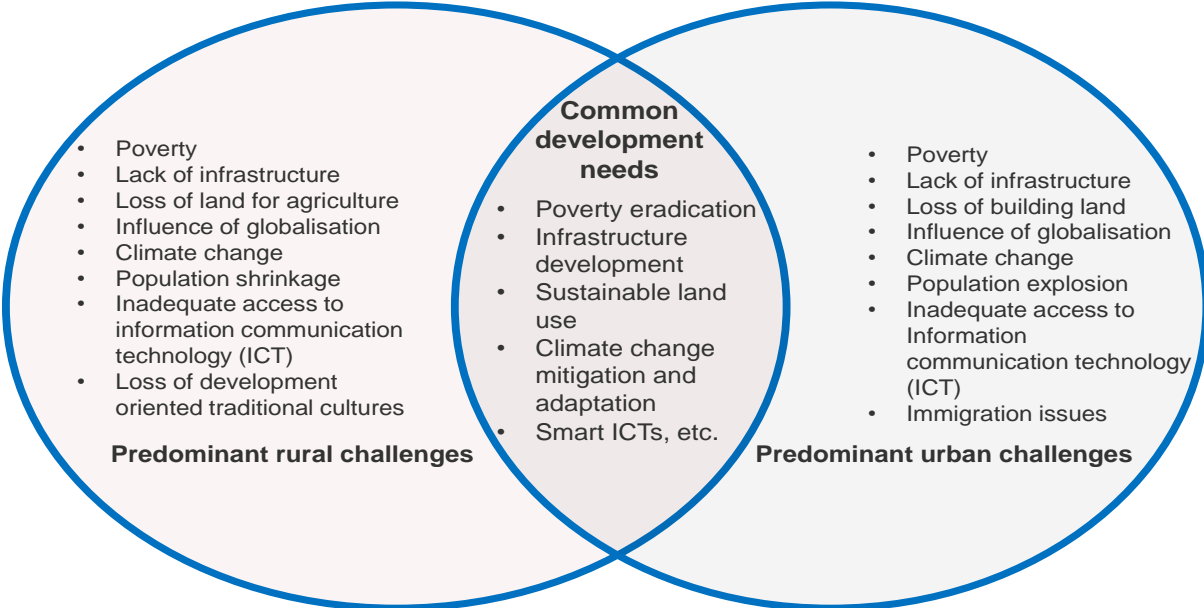 • Poverty
• Lack of infrastructure
• Loss of land for agriculture
• Influence of globalisation
• Climate change
• Population shrinkage
• Inadequate access to
information communication
technology (ICT)
• Loss of development
oriented traditional cultures
Predominant rural challenges
Common
development
needs
• Poverty eradication
• Infrastructure
development
• Sustainable land
use
• Climate change
mitigation and
adaptation
• Smart ICTs, etc.
• Poverty
• Lack of infrastructure
• Loss of building land
• Influence of globalisation
• Climate change
• Population explosion
• Inadequate access to
Information
communication technology
(ICT)
• Immigration issues
Predominant urban challenges